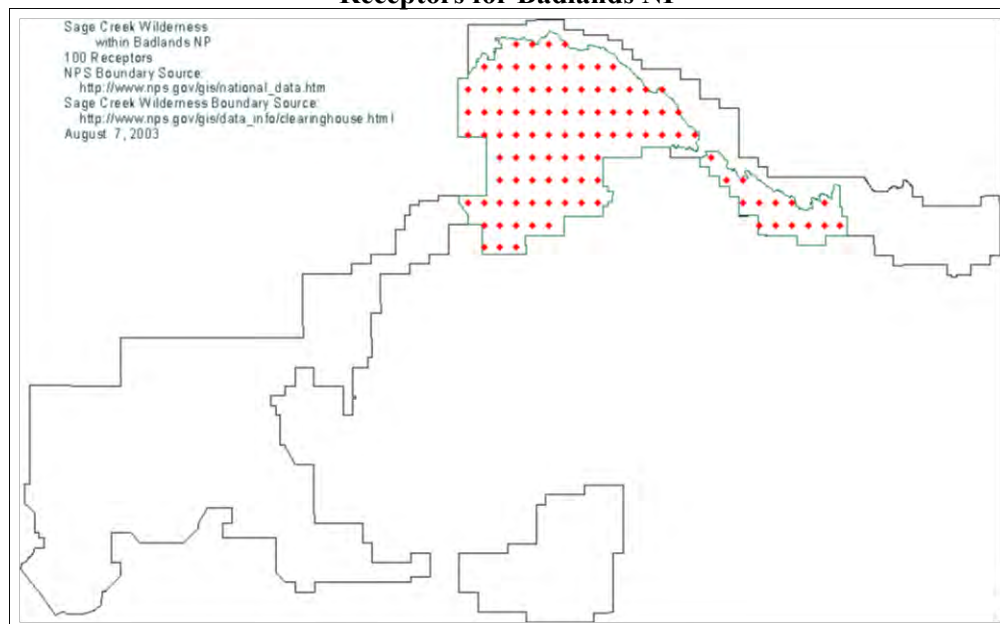 Receptors for Badlands NP
Sage Creek Wilderness
within Badlands NP
100 Receptors
NPS Boundary Source:
http://www.nps.gov/gis/national_data.htm
Sage Creek Wilderness Boundary Source:
http://www.nps.gov/gis/data_info/clearinghouse.html
August 7, 2003